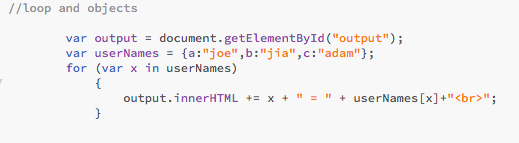 //loop and objects
var output = document.getElementById("output");
var userNames = {a:"joe",b:"jia",c:"adam"};
for (var x in userNames)
{
output.innerHTML += x + " = " + userNames[x]+"<br>";
}